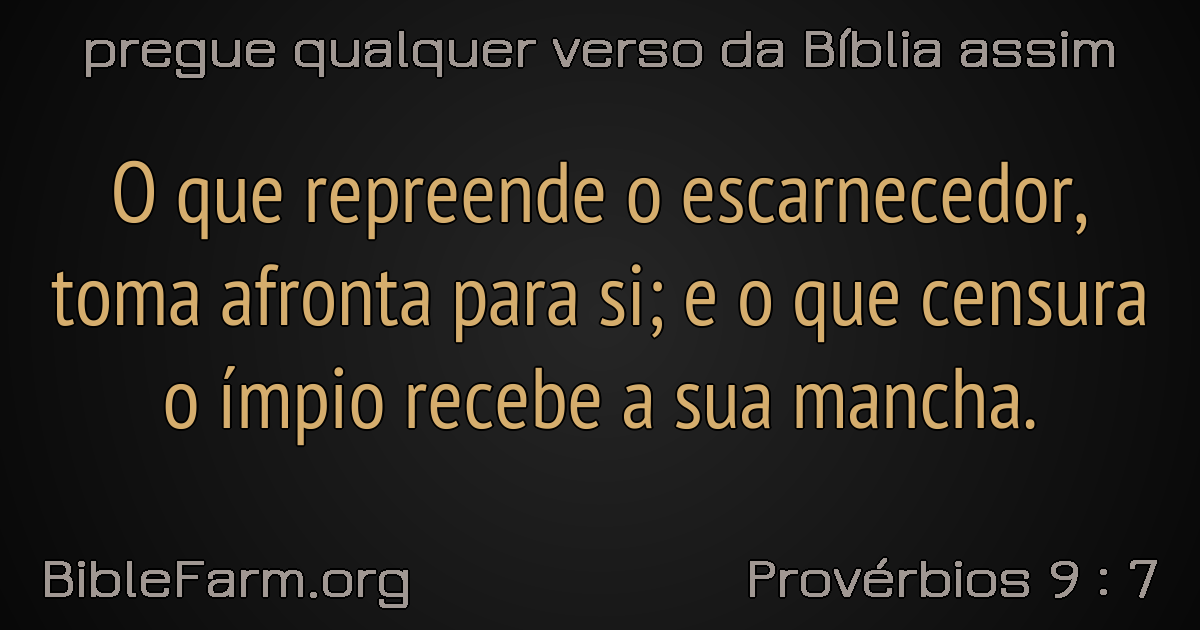 pregue qualquer verso da Bíblia assim
O que repreende o escarnecedor,
toma afronta para si; e o que censura
o ímpio recebe a sua mancha.
BibleFarm.org
Provérbios 9 : 7